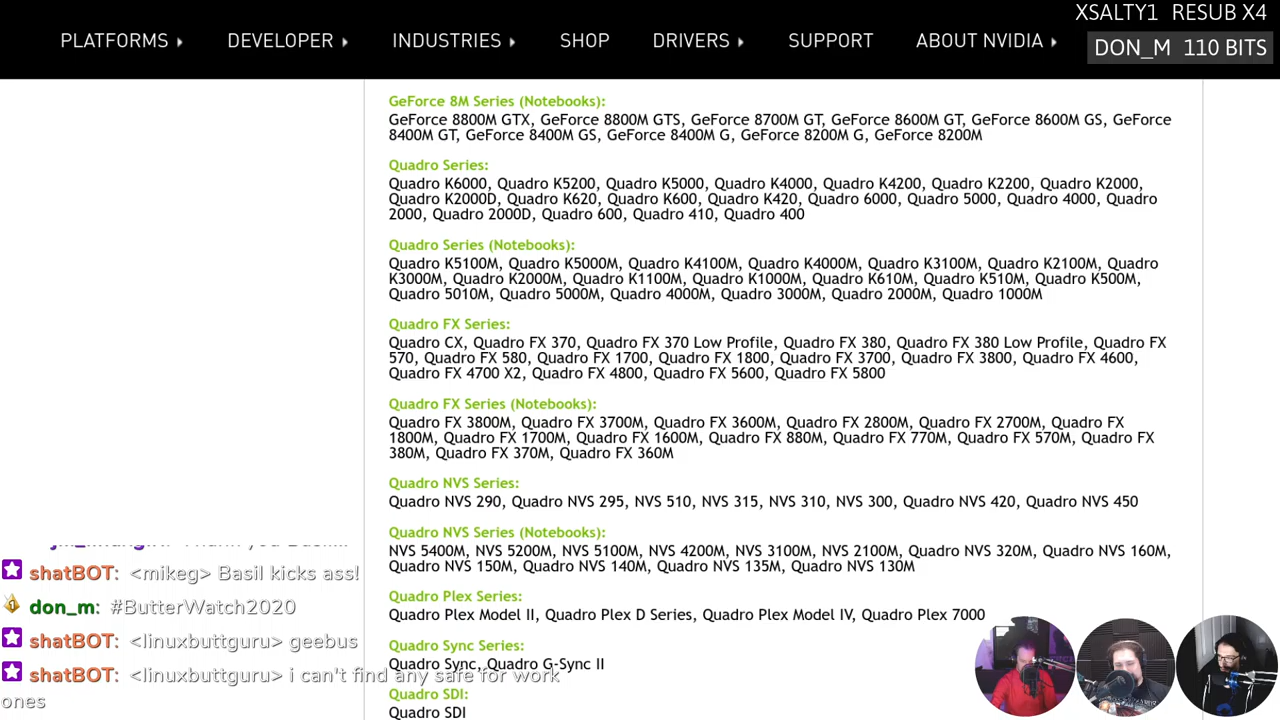 XSALTY1 RESUB X4
DON_M 110 BITS
PLATFORMS DEVELOPER INDUSTRIES SHOP DRIVERS SUPPORT ABOUT NVIDIA
GeForce 8M Series (Notebooks):
GeForce 8800M GTX, GeForce 8800M GTS, GeForce 8700M GT, GeForce 8600M GT, GeForce 8600M GS, GeForce
8400M GT, GeForce 8400M GS, GeForce 8400M G, GeForce 8200M G, GeForce 8200M
Quadro Series:
Quadro K6000, Quadro K5200, Quadro K5000, Quadro K4000, Quadro K4200, Quadro K2200, Quadro K2000,
Quadro K2000D, Quadro K620, Quadro K600, Quadro K420, Quadro 6000, Quadro 5000, Quadro 4000, Quadro
2000, Quadro 2000D, Quadro 600, Quadro 410, Quadro 400
Quadro Series (Notebooks):
Quadro K5100M, Quadro K5000M, Quadro K4100M, Quadro K4000M, Quadro K3100M, Quadro K2100M, Quadro
K3000M, Quadro K2000M, Quadro K1100M, Quadro K1000M, Quadro K610M, Quadro K510M, Quadro K500M,
Quadro 5010M, Quadro 5000M, Quadro 4000M, Quadro 3000M, Quadro 2000M, Quadro 1000M
Quadro FX Series:
Quadro CX, Quadro FX 370, Quadro FX 370 Low Profile, Quadro FX 380, Quadro FX 380 Low Profile, Quadro FX
570, Quadro FX 580, Quadro FX 1700, Quadro FX 1800, Quadro FX 3700, Quadro FX 3800, Quadro FX 4600,
Quadro FX 4700 X2, Quadro FX 4800, Quadro FX 5600, Quadro FX 5800
Quadro FX Series (Notebooks):
Quadro FX 3800M, Quadro FX 3700M, Quadro FX 3600M, Quadro FX 2800M, Quadro FX 2700M, Quadro FX
1800M, Quadro FX 1700M, Quadro FX 1600M, Quadro FX 880M, Quadro FX 770M, Quadro FX 570M, Quadro FX
380M, Quadro FX 370M, Quadro FX 360M
Quadro NVS Series:
Quadro NVS 290, Quadro NVS 295, NVS 510, NVS 315, NVS 310, NVS 300, Quadro NVS 420, Quadro NVS 450
Quadro NVS Series (Notebooks):
NVS 5400M, NVS 5200M, NVS 5100M, NVS 4200M, NVS 3100M, NVS 2100M, Quadro NVS 320M, Quadro NVS 160M,
Quadro NVS 150M, Quadro NVS 140M, Quadro NVS 135M, Quadro NVS 130M
Quadro Plex Series:
Quadro Plex Model II, Quadro Plex D Series, Quadro Plex Model IV, Quadro Plex 7000
Quadro Sync Series:
Quadro Sync, Quadro G-Sync II
Quadro SDI:
Quadro SDI
shatBOT: <mikeg> Basil kicks ass!
don_m: #ButterWatch2020
shatBOT: <linuxbuttguru> geebus
shatBOT: <linuxbuttguru> i can't find any safe for work
ones